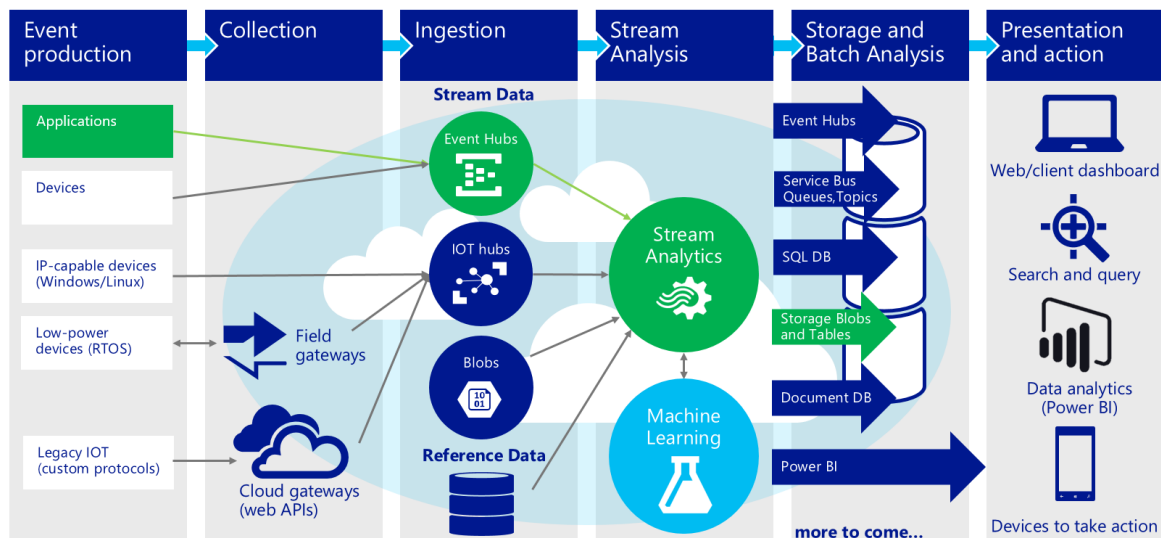 Event
production
Collection
Ingestion
Stream
Analysis
Storage and
Batch Analysis
Presentation
and action
Applications
Devices
IP-capable devices
(Windows/Linux)
Low-power
devices (RTOS)
Legacy IOT
(custom protocols)
Field
gateways
Cloud gateways
(web APIs)
Stream Data
Event Hubs
IOT hubs
Blobs
10
01
Reference Data
Stream
Analytics
Machine
Learning
Event Hubs
Service Bus
Queues,Topics
SQL DB
Storage Blobs
and Tables
Document DB
Power BI
more to come…
Web/client dashboard
Search and query
Data analytics
(Power BI)
Devices to take action